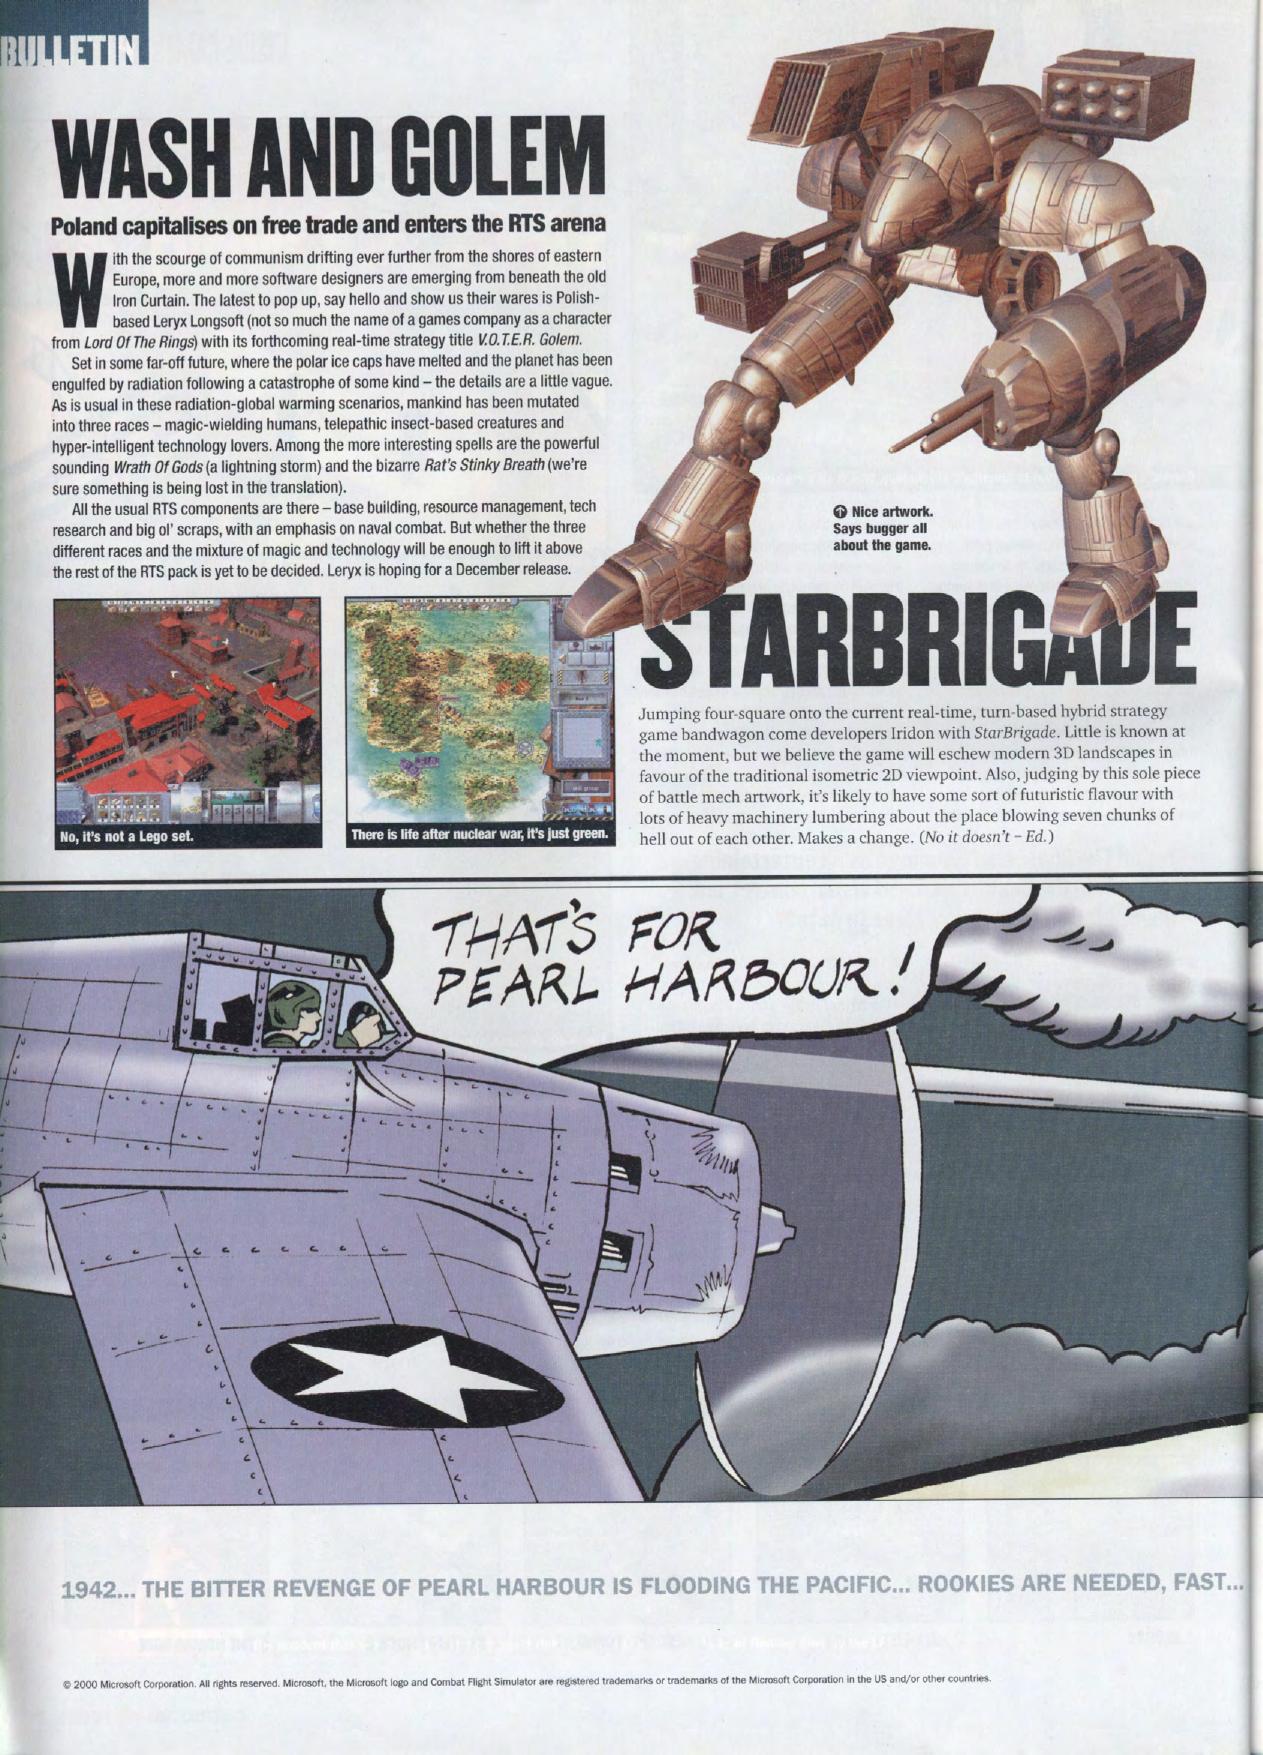 BULLETIN
WASH AND GOLEM
Poland capitalises on free trade and enters the RTS arena
With the scourge of communism drifting ever further from the shores of eastern
Europe, more and more software designers are emerging from beneath the old
Iron Curtain. The latest to pop up, say hello and show us their wares is Polish-
based Leryx Longsoft (not so much the name of a games company as a character
from Lord Of The Rings) with its forthcoming real-time strategy title V.O.T.E.R. Golem.
Set in some far-off future, where the polar ice caps have melted and the planet has been
engulfed by radiation following a catastrophe of some kind – the details are a little vague.
As is usual in these radiation-global warming scenarios, mankind has been mutated
into three races – magic-wielding humans, telepathic insect-based creatures and
hyper-intelligent technology lovers. Among the more interesting spells are the powerful
sounding Wrath Of Gods (a lightning storm) and the bizarre Rat's Stinky Breath (we're
sure something is being lost in the translation).
All the usual RTS components are there – base building, resource management, tech
research and big ol' scraps, with an emphasis on naval combat. But whether the three
different races and the mixture of magic and technology will be enough to lift it above
the rest of the RTS pack is yet to be decided. Leryx is hoping for a December release.
No, it's not a Lego set.
There is life after nuclear war, it's just green.
Nice artwork.
Says bugger all
about the game.
STARBRIGADE
Jumping four-square onto the current real-time, turn-based hybrid strategy
game bandwagon come developers Iridon with StarBrigade. Little is known at
the moment, but we believe the game will eschew modern 3D landscapes in
favour of the traditional isometric 2D viewpoint. Also, judging by this sole piece
of battle mech artwork, it's likely to have some sort of futuristic flavour with
lots of heavy machinery lumbering about the place blowing seven chunks of
hell out of each other. Makes a change. (No it doesn't – Ed.)
THAT'S FOR
PEARL HARBOUR!
1942... THE BITTER REVENGE OF PEARL HARBOUR IS FLOODING THE PACIFIC... ROOKIES ARE NEEDED, FAST...
© 2000 Microsoft Corporation. All rights reserved. Microsoft, the Microsoft logo and Combat Flight Simulator are registered trademarks or trademarks of the Microsoft Corporation in the US and/or other countries.